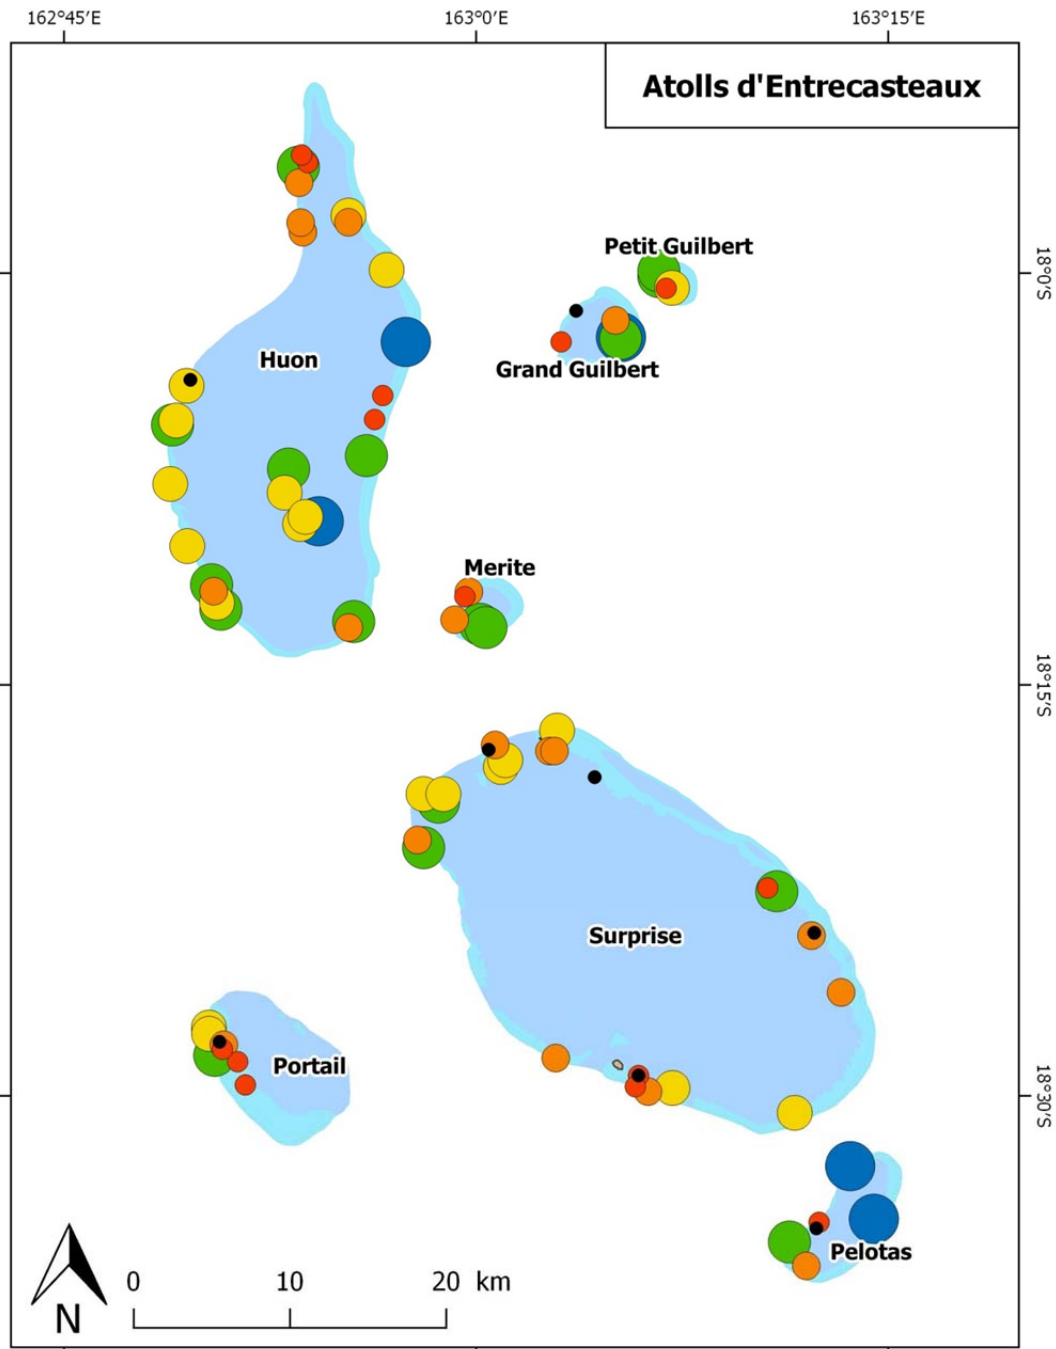 162°45'E
163°0'E
163°15'E
Atolls d'Entrecasteaux
Petit Guilbert
18°0'S
Grand Guilbert
Huon
Merite
18°15'S
Surprise
Portail
18°30'S
Pelotas
0 10 20 km
N